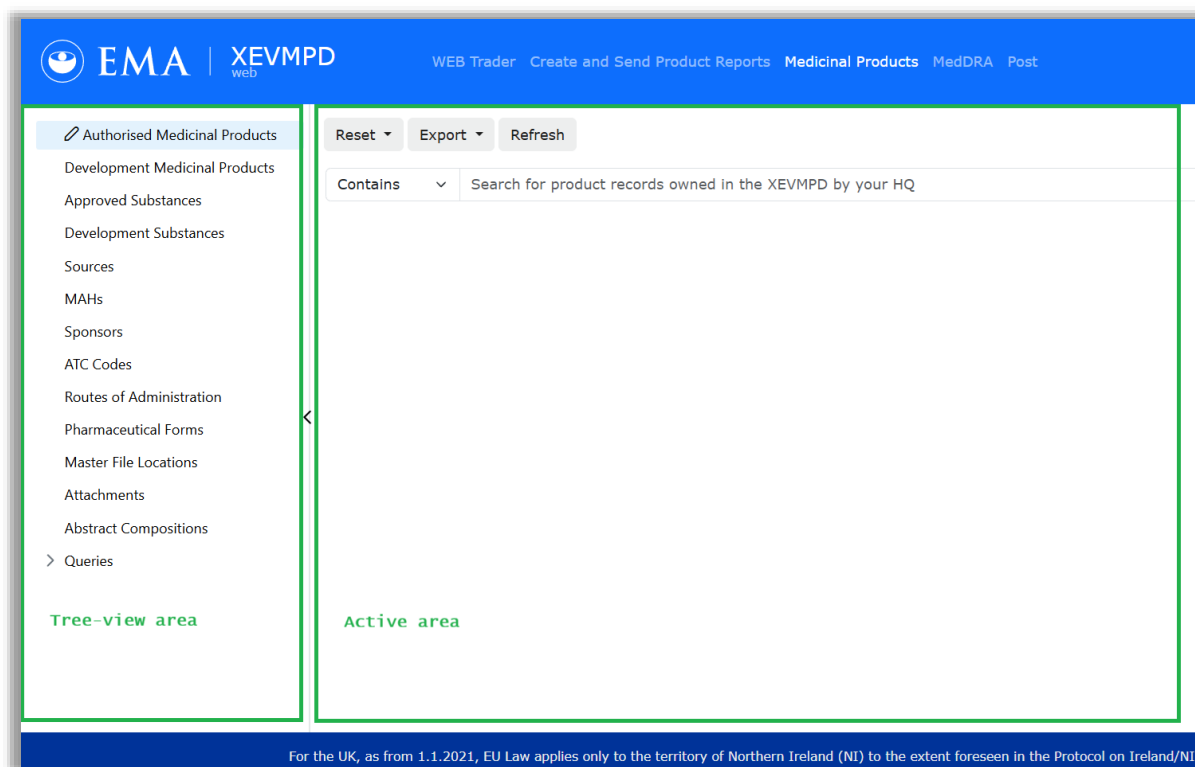 EMA | XEVMPD
web
WEB Trader Create and Send Product Reports Medicinal Products MedDRA Post
Authorised Medicinal Products
Development Medicinal Products
Approved Substances
Development Substances
Sources
MAHs
Sponsors
ATC Codes
Routes of Administration
Pharmaceutical Forms
Master File Locations
Attachments
Abstract Compositions
Queries
Tree-view area
Reset Export Refresh
Contains Search for product records owned in the XEVMPD by your HQ
Active area
For the UK, as from 1.1.2021, EU Law applies only to the territory of Northern Ireland (NI) to the extent foreseen in the Protocol on Ireland/NI